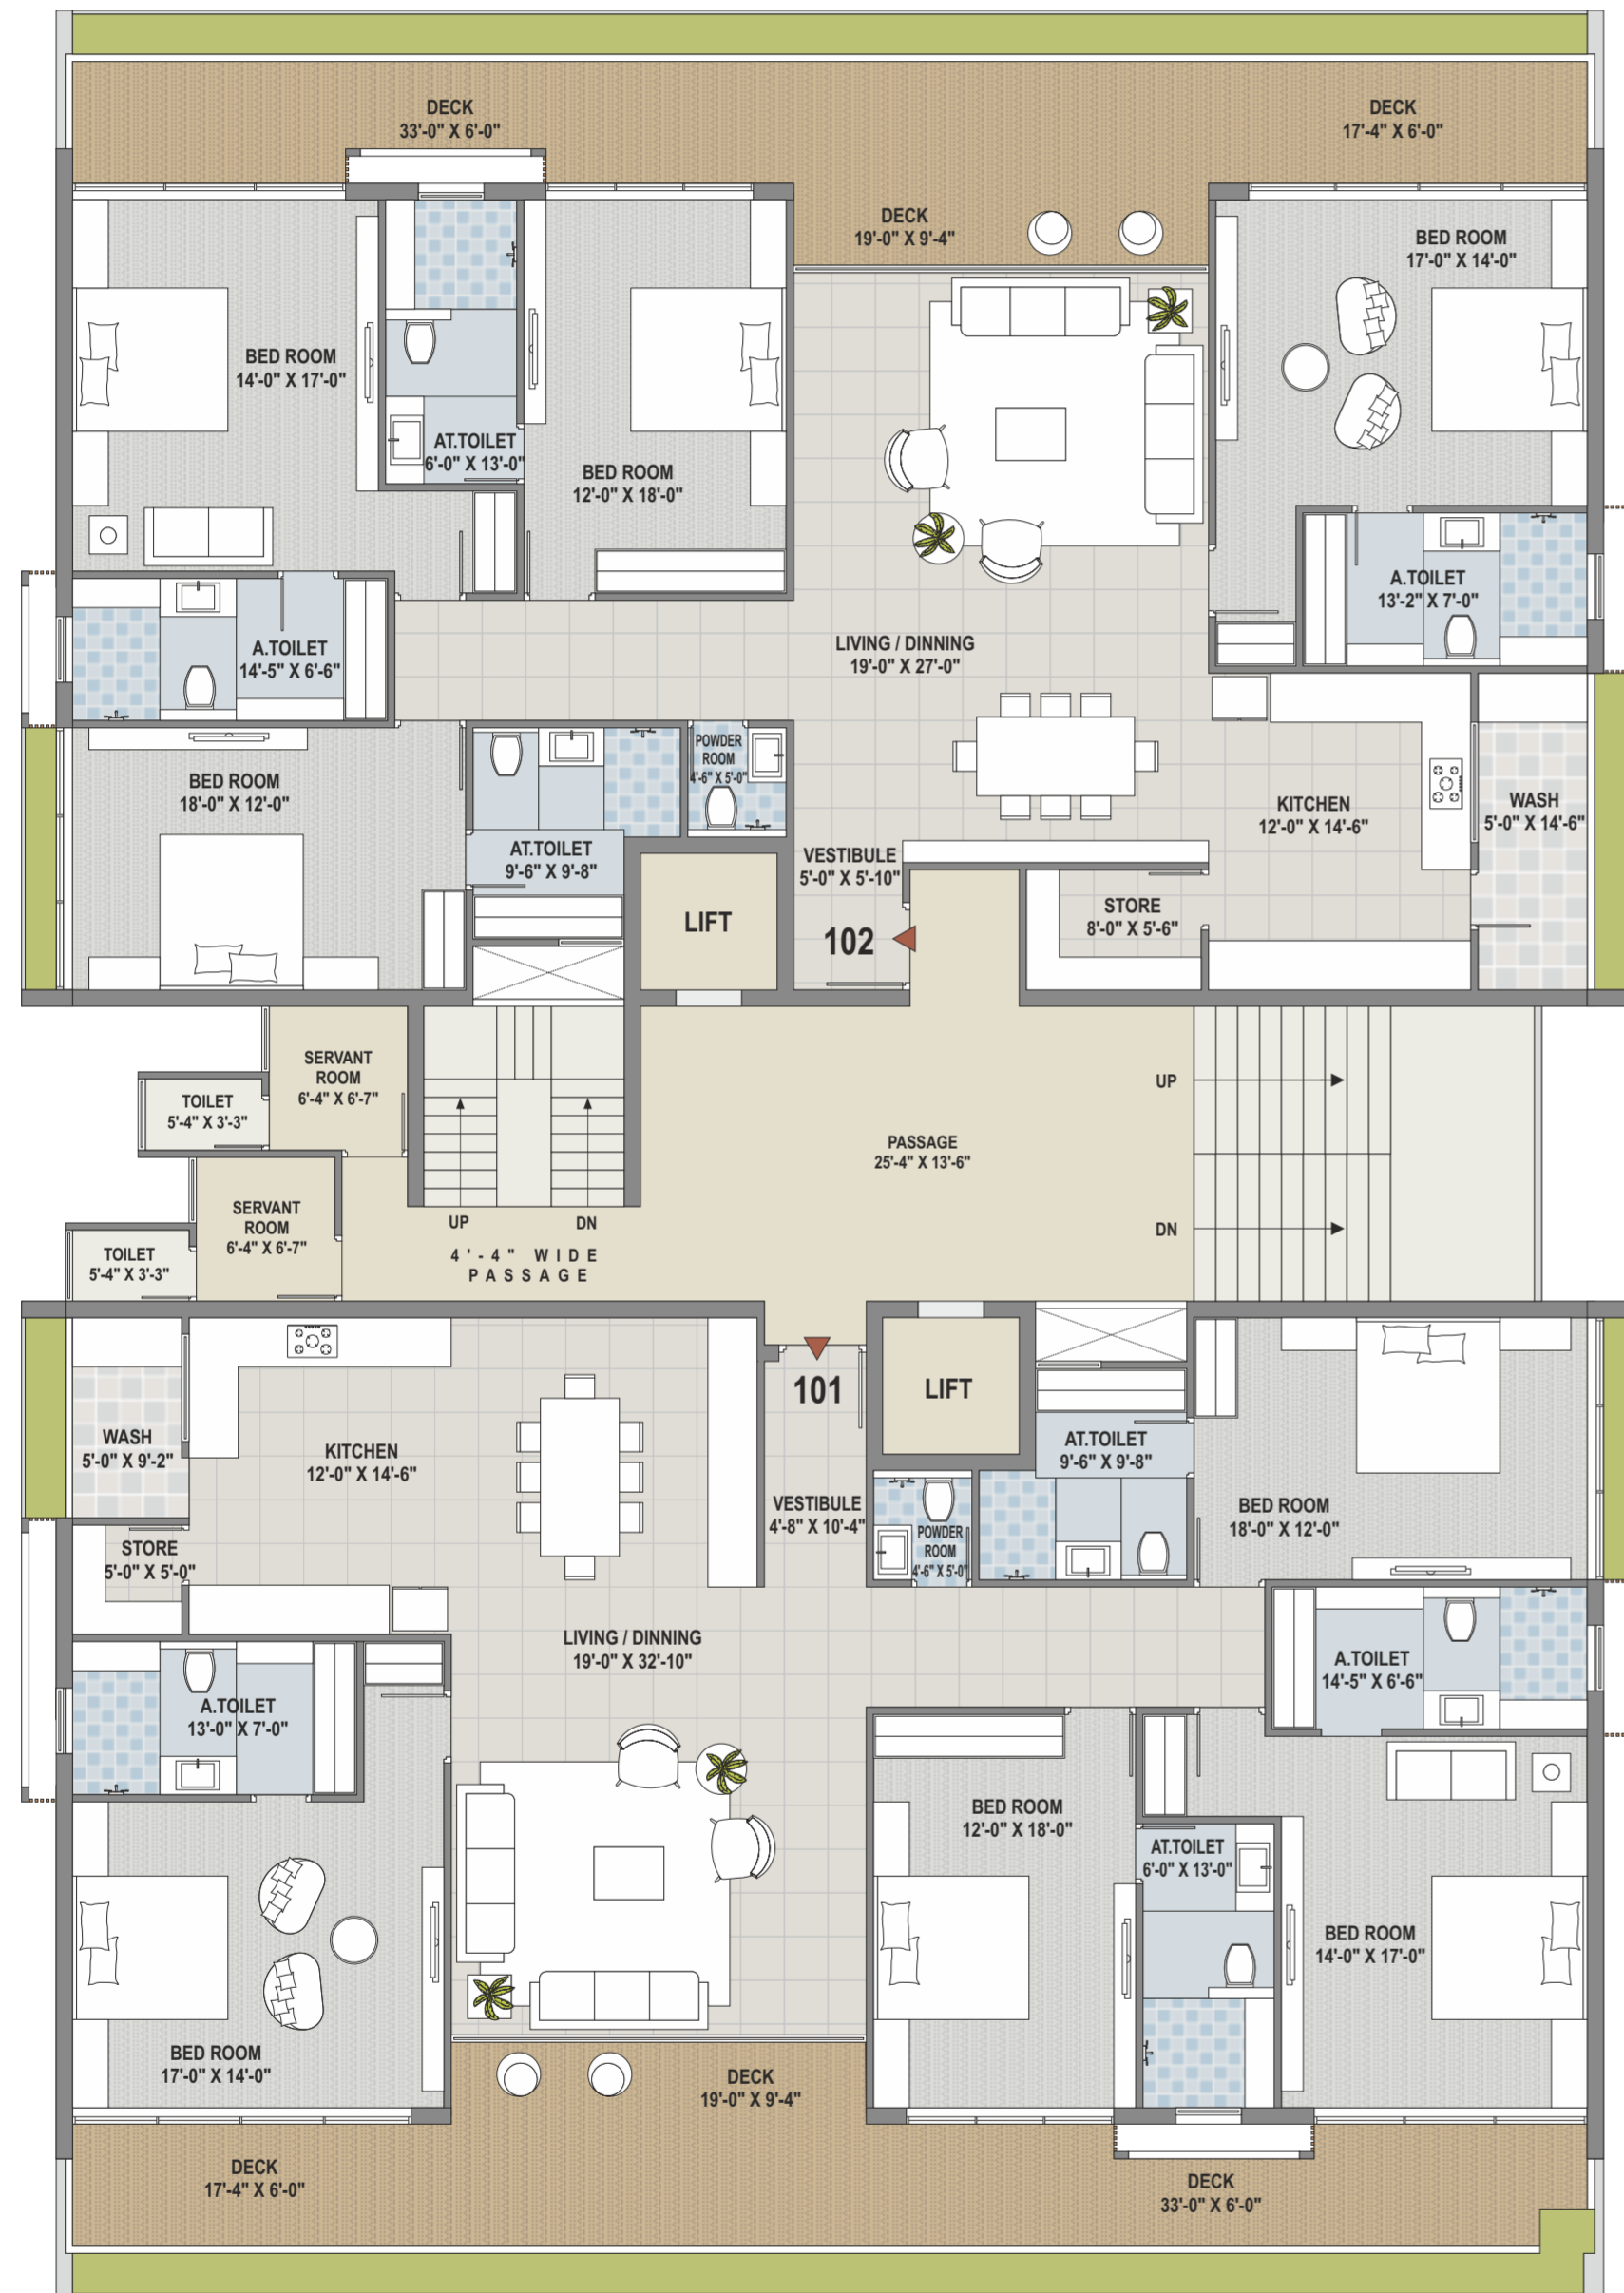 DECK
33'-0" X 6'-0"
DECK
17'-4" X 6'-0"
DECK
19'-0" X 9'-4"
BED ROOM
17'-0" X 14'-0"
BED ROOM
14'-0" X 17'-0"
AT.TOILET
6'-0" X 13'-0"
BED ROOM
12'-0" X 18'-0"
A.TOILET
13'-2" X 7'-0"
A.TOILET
14'-5" X 6'-6"
LIVING / DINNING
19'-0" X 27'-0"
POWDER
ROOM
4'-6" X 5'-0"
BED ROOM
18'-0" X 12'-0"
KITCHEN
12'-0" X 14'-6"
WASH
5'-0" X 14'-6"
AT.TOILET
9'-6" X 9'-8"
VESTIBULE
5'-0" X 5'-10"
LIFT
102
STORE
8'-0" X 5'-6"
SERVANT
ROOM
6'-4" X 6'-7"
TOILET
5'-4" X 3'-3"
UP
PASSAGE
25'-4" X 13'-6"
SERVANT
ROOM
6'-4" X 6'-7"
TOILET
5'-4" X 3'-3"
UP
DN
DN
4'-4" WIDE
PASSAGE
101
LIFT
WASH
5'-0" X 9'-2"
KITCHEN
12'-0" X 14'-6"
AT.TOILET
9'-6" X 9'-8"
VESTIBULE
4'-8" X 10'-4"
BED ROOM
18'-0" X 12'-0"
POWDER
ROOM
4'-6" X 5'-0"
STORE
5'-0" X 5'-0"
LIVING / DINNING
19'-0" X 32'-10"
A.TOILET
14'-5" X 6'-6"
A.TOILET
13'-0" X 7'-0"
BED ROOM
12'-0" X 18'-0"
AT.TOILET
6'-0" X 13'-0"
BED ROOM
14'-0" X 17'-0"
BED ROOM
17'-0" X 14'-0"
DECK
19'-0" X 9'-4"
DECK
17'-4" X 6'-0"
DECK
33'-0" X 6'-0"